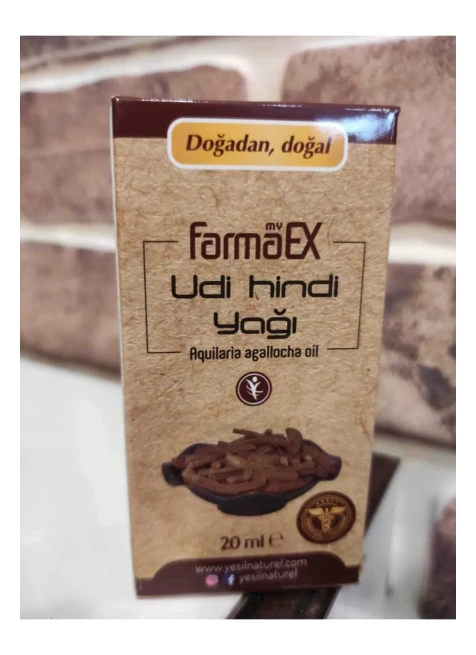 Doğadan, doğal
my
farmaEX
Udi hindi
Yağı
Aquilaria agallocha oil
20 ml ℮
www.yesilnaturel.com
yesilnaturel